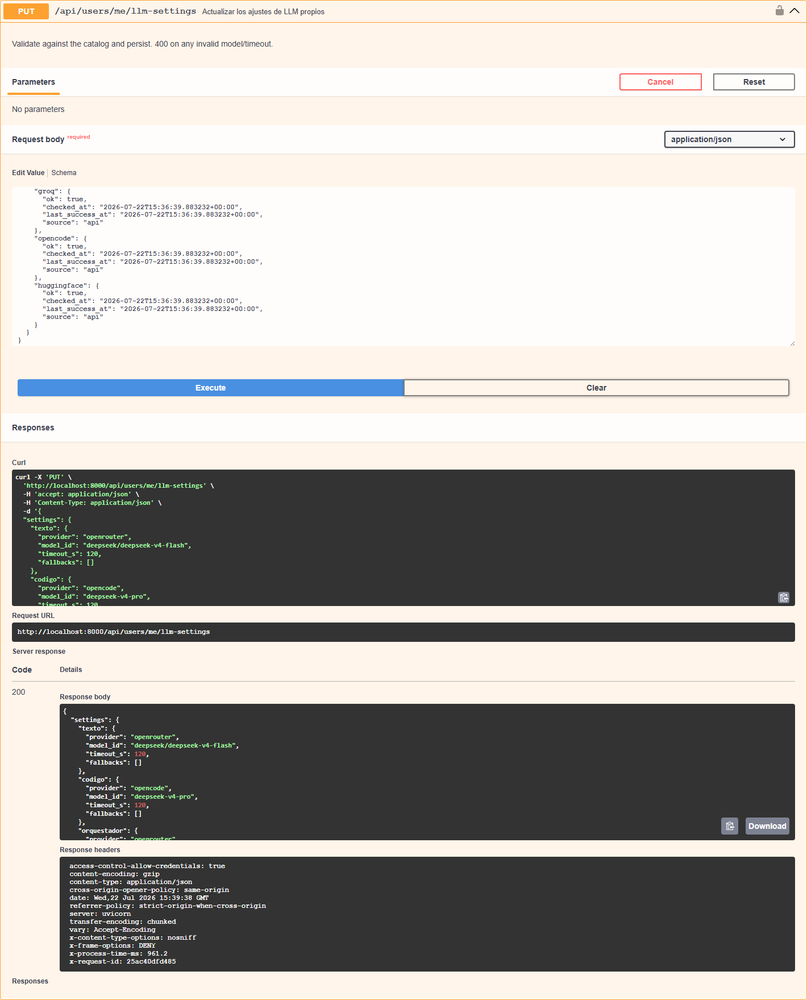 PUT /api/users/me/llm-settings Actualizar los ajustes de LLM propios
Validate against the catalog and persist. 400 on any invalid model/timeout.
Parameters
Cancel
Reset
No parameters
Request body required
application/json
Edit Value
Schema
"groq": {
"ok": true,
"checked_at": "2026-07-22T15:36:39.883232+00:00",
"last_success_at": "2026-07-22T15:36:39.883232+00:00",
"source": "api"
},
"opencode": {
"ok": true,
"checked_at": "2026-07-22T15:36:39.883232+00:00",
"last_success_at": "2026-07-22T15:36:39.883232+00:00",
"source": "api"
},
"huggingface": {
"ok": true,
"checked_at": "2026-07-22T15:36:39.883232+00:00",
"last_success_at": "2026-07-22T15:36:39.883232+00:00",
"source": "api"
}
}
}
Execute
Clear
Responses
Curl
curl -X 'PUT' \
'http://localhost:8000/api/users/me/llm-settings' \
-H 'accept: application/json' \
-H 'Content-Type: application/json' \
-d '{
"settings": {
"texto": {
"provider": "openrouter",
"model_id": "deepseek/deepseek-v4-flash",
"timeout_s": 120,
"fallbacks": []
},
"codigo": {
"provider": "opencode",
"model_id": "deepseek-v4-pro",
"timeout_s": 120
Request URL
http://localhost:8000/api/users/me/llm-settings
Server response
Code
Details
200
Response body
{
"settings": {
"texto": {
"provider": "openrouter",
"model_id": "deepseek/deepseek-v4-flash",
"timeout_s": 120,
"fallbacks": []
},
"codigo": {
"provider": "opencode",
"model_id": "deepseek-v4-pro",
"timeout_s": 120,
"fallbacks": []
},
"orquestador": {
"provider": "openrouter"
Download
Response headers
access-control-allow-credentials: true
content-encoding: gzip
content-type: application/json
cross-origin-opener-policy: same-origin
date: Wed,22 Jul 2026 15:39:38 GMT
referrer-policy: strict-origin-when-cross-origin
server: uvicorn
transfer-encoding: chunked
vary: Accept-Encoding
x-content-type-options: nosniff
x-frame-options: DENY
x-process-time-ms: 961.2
x-request-id: 25ac40dfd485
Responses